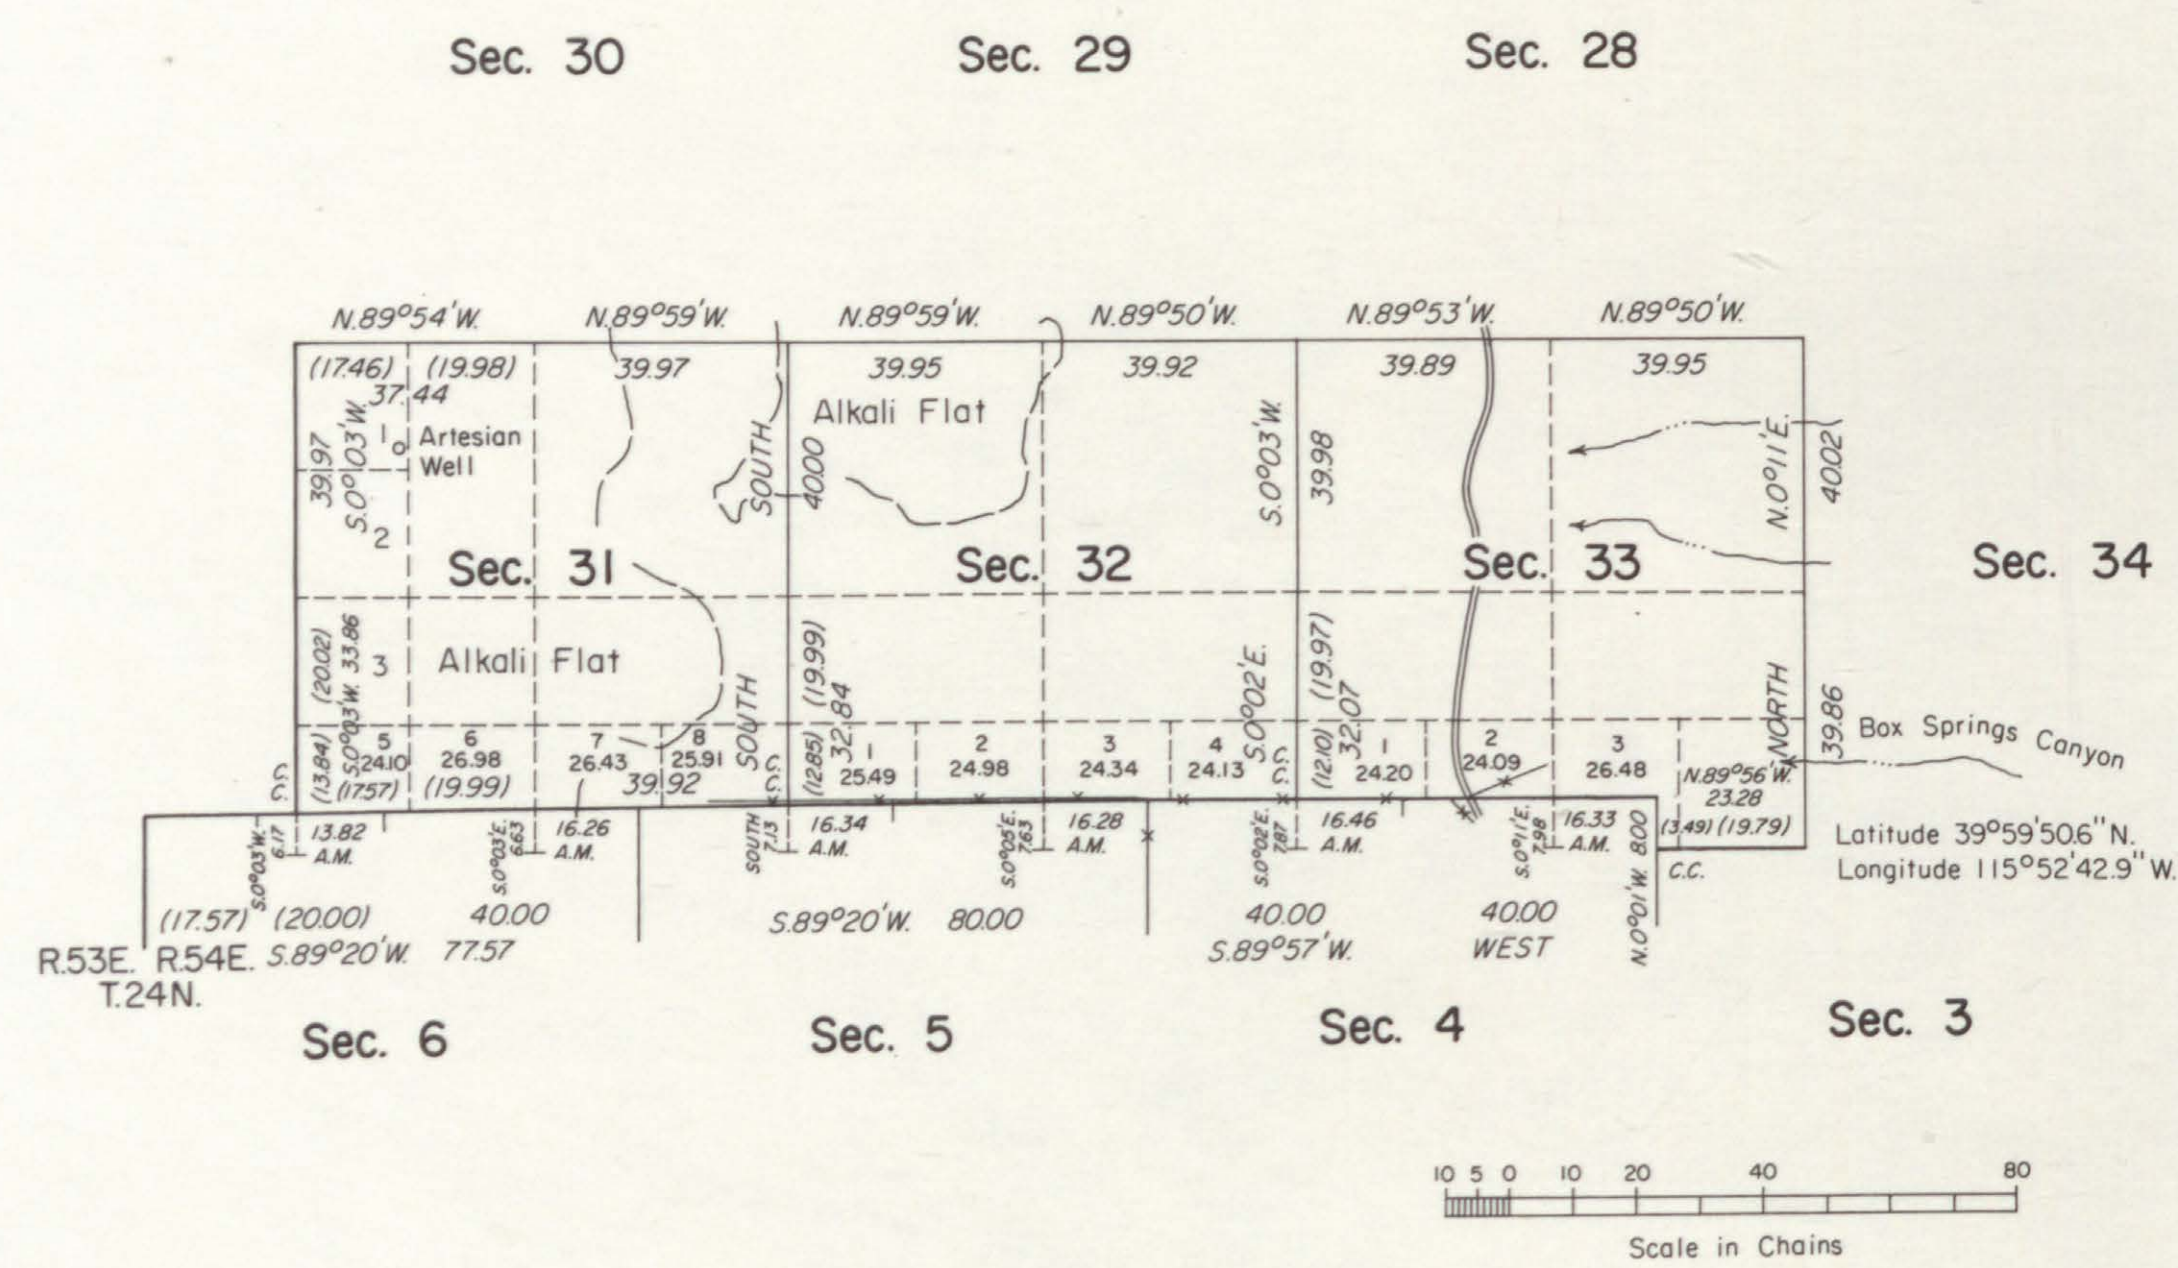 Sec. 30
Sec. 29
Sec. 28
N.89°54'W.
N.89°59'W.
N.89°59'W.
N.89°50'W.
N.89°53'W.
N.89°50'W.
(17.46)
(19.98)
39.97
39.95
39.92
39.89
39.95
37.44
Alkali Flat
1
Artesian
Well
39.97
S.0°03'W.
SOUTH
40.00
S.0°03'W.
39.98
N.0°11'E.
40.02
2
Sec. 31
Sec. 32
Sec. 33
Sec. 34
(20.02)
S.0°03'W. 33.86
3
Alkali Flat
SOUTH
(19.99)
32.84
S.0°02'E.
(19.97)
32.07
NORTH
39.86
Box Springs Canyon
(13.84)
S.0°03'W.
5
24.10
6
26.98
7
26.43
8
25.91
(12.85)
1
25.49
2
24.98
3
24.34
4
24.13
(12.10)
1
24.20
2
24.09
3
26.48
N.89°56'W.
23.28
C.C.
(17.57)
(19.99)
39.92
C.C.
C.C.
(3.49) (19.79)
S.0°03'W.
6.17
13.82
A.M.
S.0°03'E.
6.63
16.26
A.M.
SOUTH
7.13
16.34
A.M.
S.0°05'E.
7.63
16.28
A.M.
S.0°02'E.
7.87
16.46
A.M.
S.0°11'E.
7.98
16.33
A.M.
N.0°01'W. 8.00
C.C.
Latitude 39°59'50.6" N.
Longitude 115°52'42.9" W.
(17.57) (20.00)
40.00
S.89°20'W. 80.00
40.00
40.00
R.53E. R.54E. S.89°20'W. 77.57
S.89°57'W.
WEST
T.24N.
Sec. 6
Sec. 5
Sec. 4
Sec. 3
10 5 0 10 20 40 80
Scale in Chains